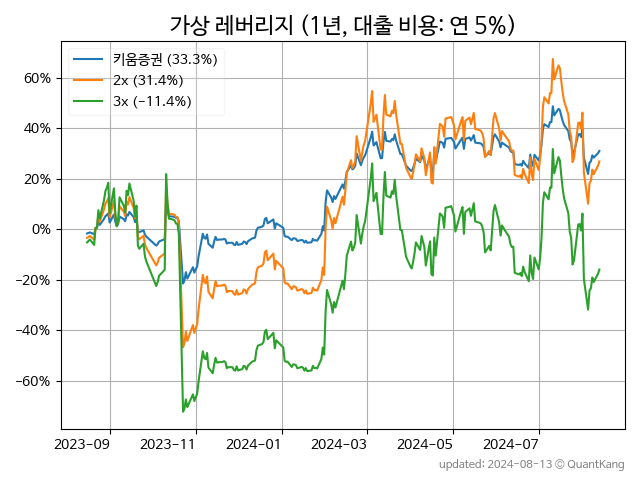 가상 레버리지 (1년, 대출 비용: 연 5%)
키움증권 (33.3%)
2x (31.4%)
3x (−11.4%)
60%
40%
20%
0%
−20%
−40%
−60%
2023-09 2023-11 2024-01 2024-03 2024-05 2024-07
updated: 2024-08-13 © QuantKang